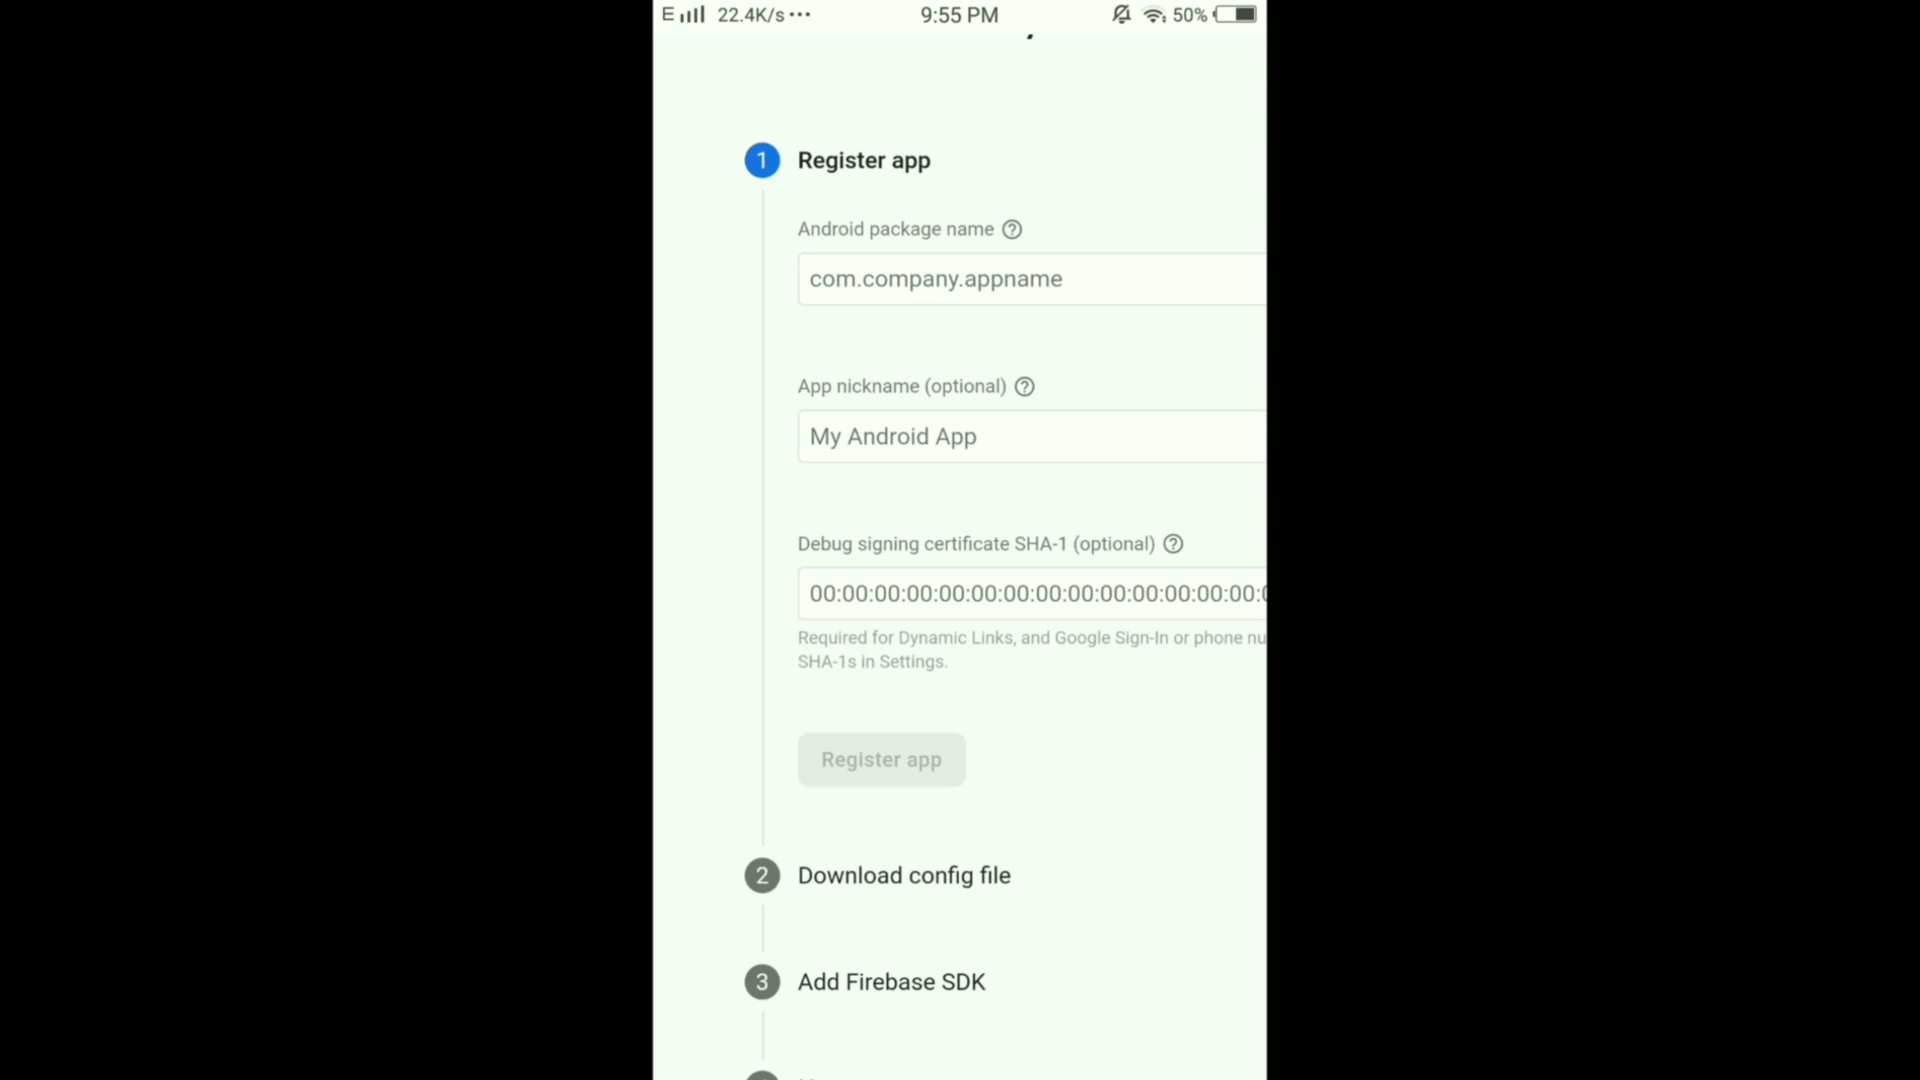 E 22.4K/s ••• 9:55 PM 50%
1 Register app
Android package name ?
com.company.appname
App nickname (optional) ?
My Android App
Debug signing certificate SHA-1 (optional) ?
00:00:00:00:00:00:00:00:00:00:00:00:00:00:
Required for Dynamic Links, and Google Sign-In or phone nu
SHA-1s in Settings.
Register app
2 Download config file
3 Add Firebase SDK